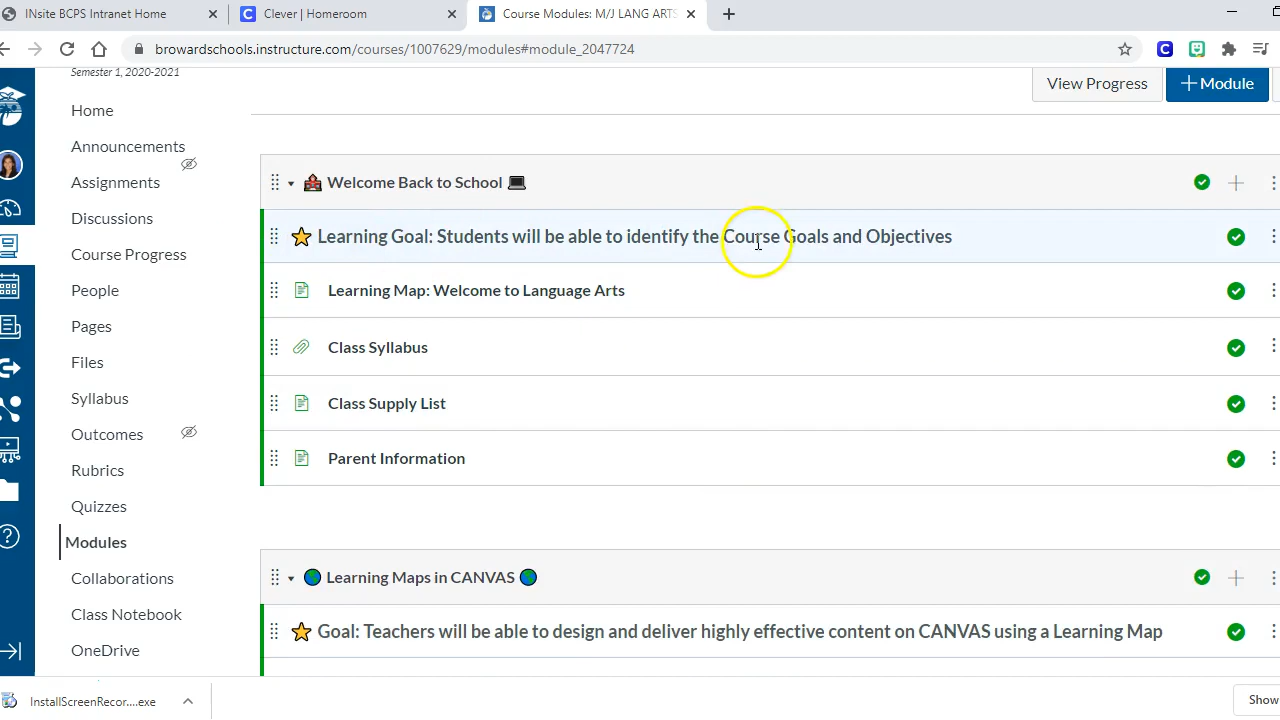 INsite BCPS Intranet Home
Clever | Homeroom
Course Modules: M/J LANG ARTS
browardschools.instructure.com/courses/1007629/modules#module_2047724
Semester 1, 2020-2021
View Progress
+ Module
Home
Announcements
Assignments
Discussions
Course Progress
People
Pages
Files
Syllabus
Outcomes
Rubrics
Quizzes
Modules
Collaborations
Class Notebook
OneDrive
Welcome Back to School
Learning Goal: Students will be able to identify the Course Goals and Objectives
Learning Map: Welcome to Language Arts
Class Syllabus
Class Supply List
Parent Information
Learning Maps in CANVAS
Goal: Teachers will be able to design and deliver highly effective content on CANVAS using a Learning Map
InstallScreenRecor....exe
Show